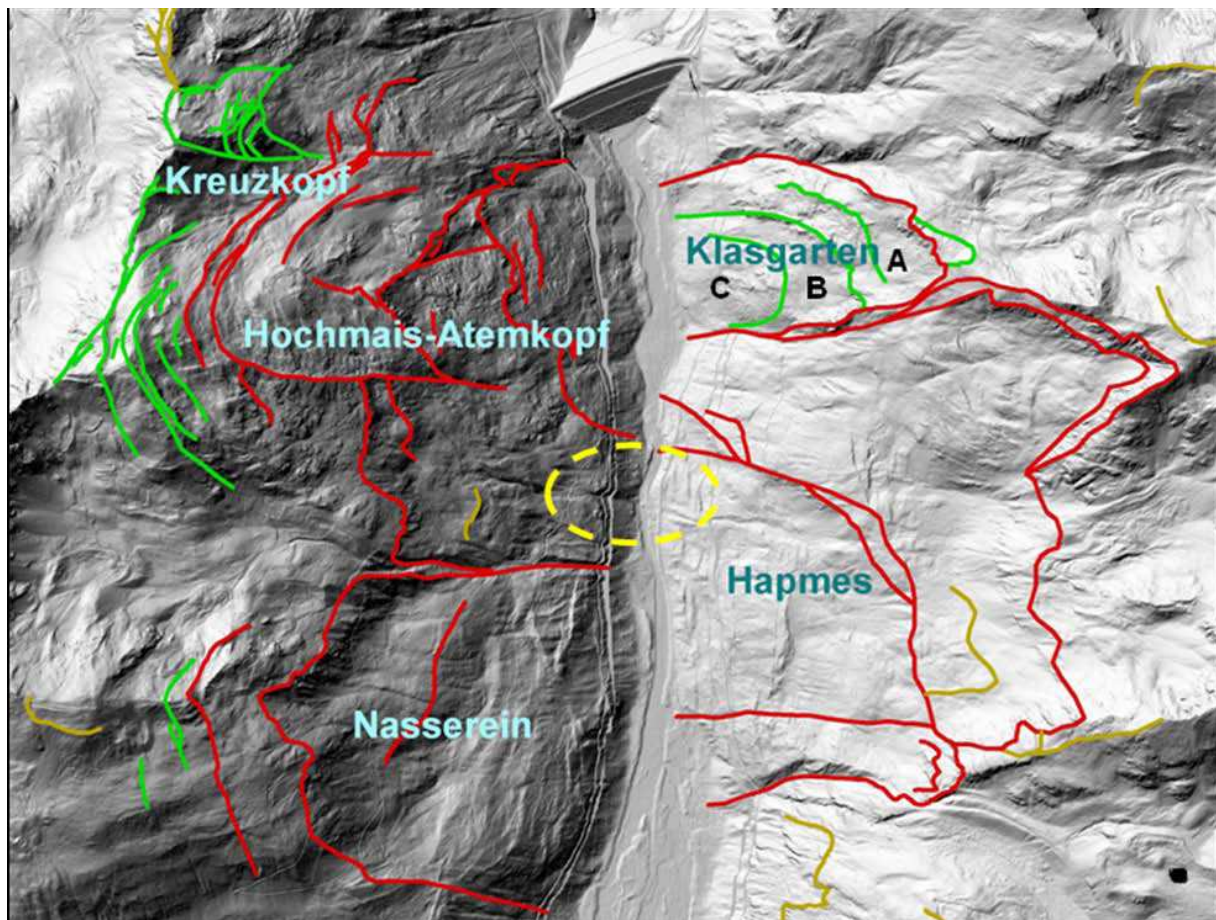 Kreuzkopf
Klasgarten
A
B
C
Hochmais-Atemkopf
Hapmes
Nasserein